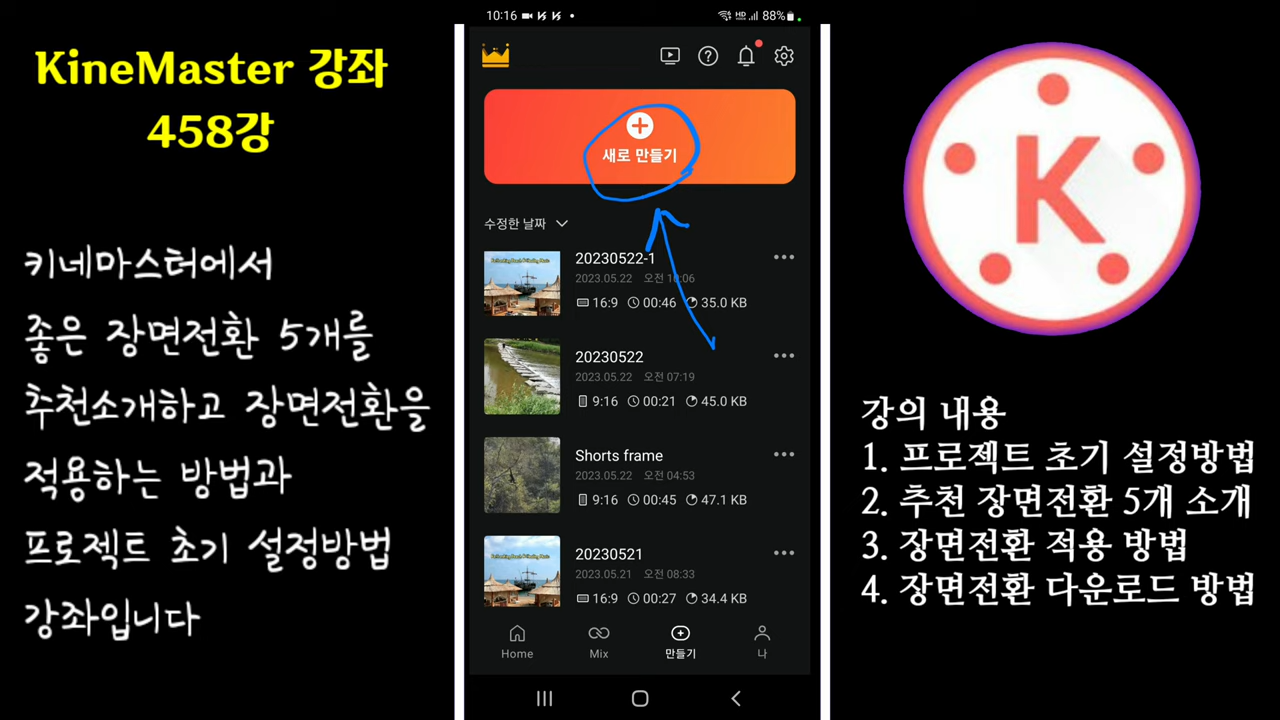 KineMaster 강좌
458강
키네마스터에서
좋은 장면전환 5개를
추천소개하고 장면전환을
적용하는 방법과
프로젝트 초기 설정방법
강좌입니다
10:16
HD
88%
새로 만들기
수정한 날짜
20230522-1
2023.05.22 오전 10:06
16:9 00:46 35.0 KB
20230522
2023.05.22 오전 07:19
9:16 00:21 45.0 KB
Shorts frame
2023.05.22 오전 04:53
9:16 00:45 47.1 KB
20230521
2023.05.21 오전 08:33
16:9 00:27 34.4 KB
Home
Mix
만들기
나
K
강의 내용
1. 프로젝트 초기 설정방법
2. 추천 장면전환 5개 소개
3. 장면전환 적용 방법
4. 장면전환 다운로드 방법